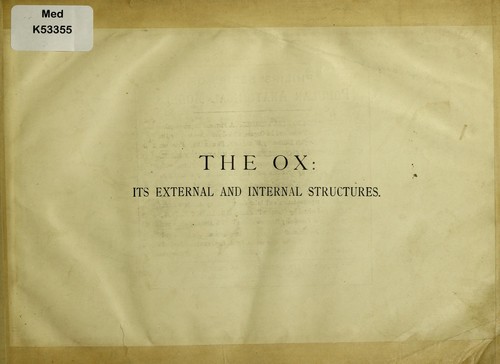 Med
K53355
THE OX:
ITS EXTERNAL AND INTERNAL STRUCTURES.